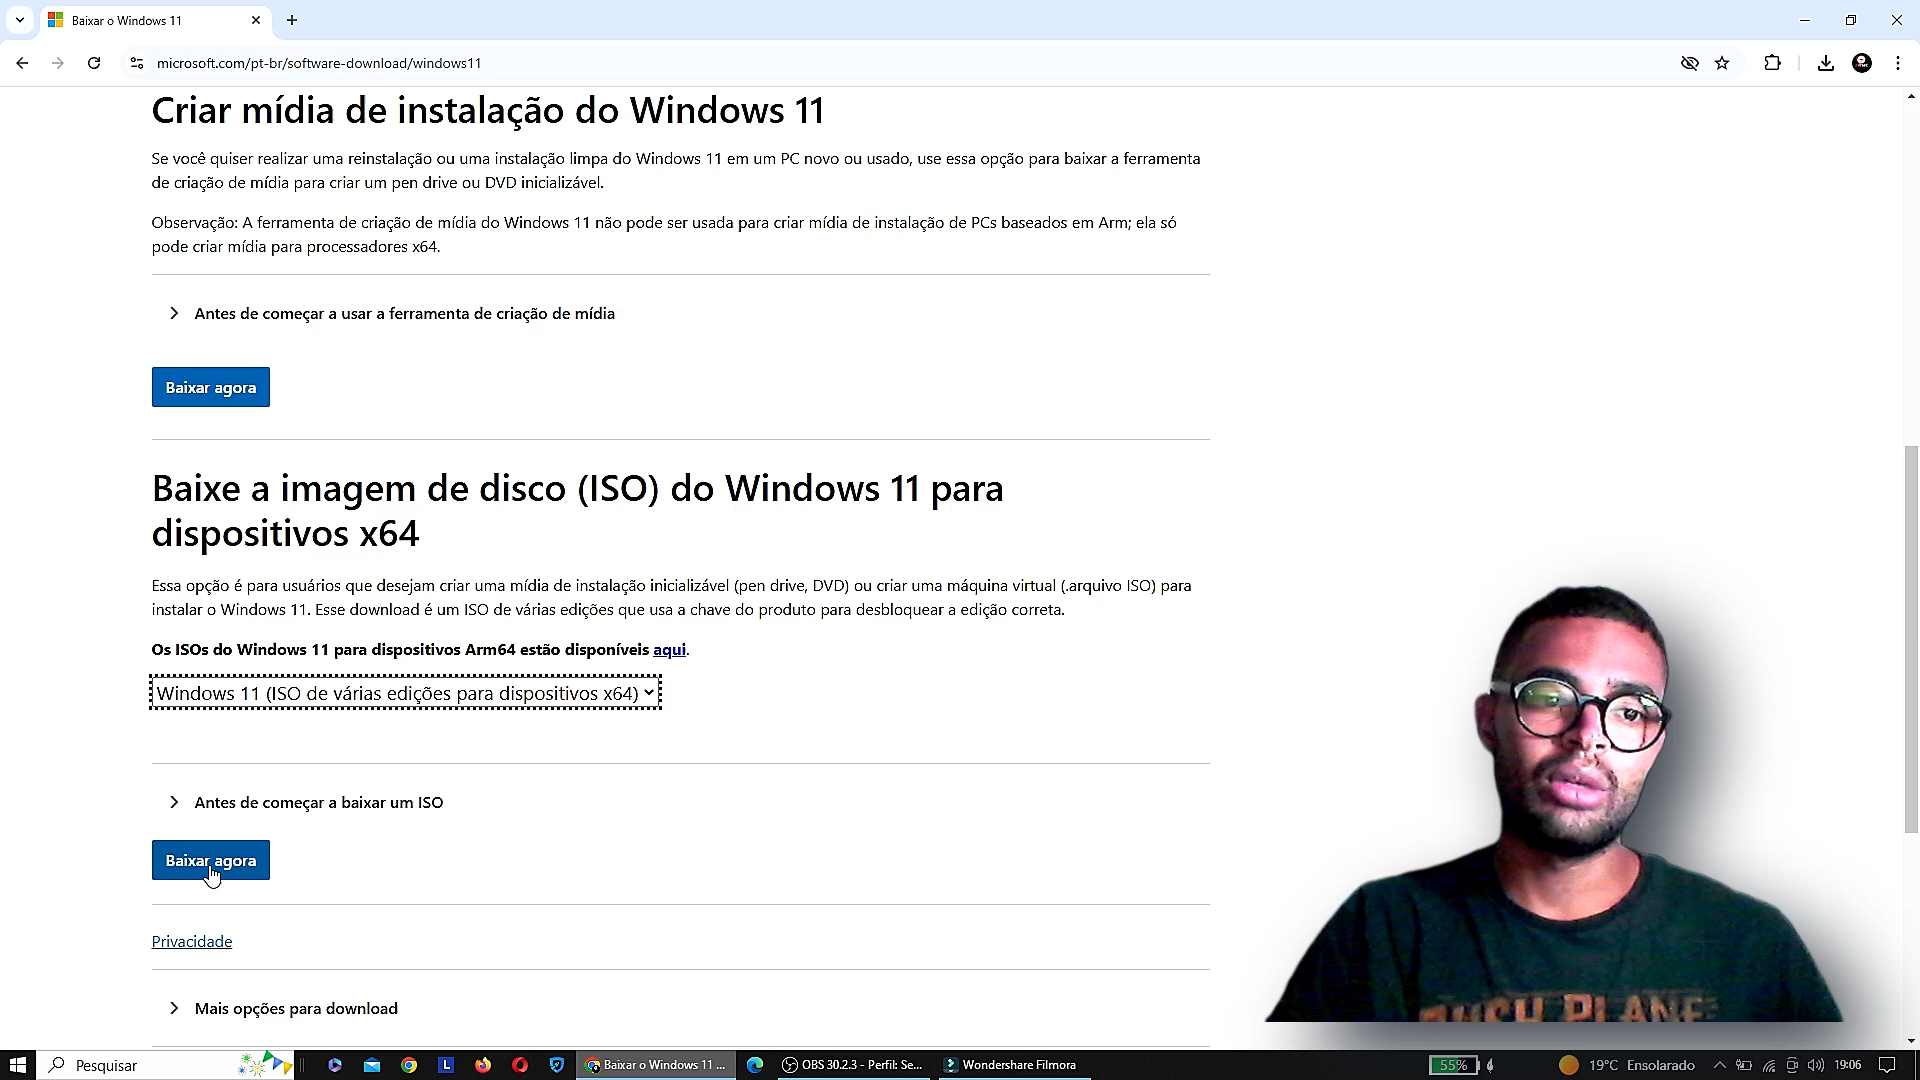 Baixar o Windows 11
microsoft.com/pt-br/software-download/windows11
Criar mídia de instalação do Windows 11
Se você quiser realizar uma reinstalação ou uma instalação limpa do Windows 11 em um PC novo ou usado, use essa opção para baixar a ferramenta
de criação de mídia para criar um pen drive ou DVD inicializável.
Observação: A ferramenta de criação de mídia do Windows 11 não pode ser usada para criar mídia de instalação de PCs baseados em Arm; ela só
pode criar mídia para processadores x64.
Antes de começar a usar a ferramenta de criação de mídia
Baixar agora
Baixe a imagem de disco (ISO) do Windows 11 para
dispositivos x64
Essa opção é para usuários que desejam criar uma mídia de instalação inicializável (pen drive, DVD) ou criar uma máquina virtual (.arquivo ISO) para
instalar o Windows 11. Esse download é um ISO de várias edições que usa a chave do produto para desbloquear a edição correta.
Os ISOs do Windows 11 para dispositivos Arm64 estão disponíveis aqui.
Windows 11 (ISO de várias edições para dispositivos x64)
Antes de começar a baixar um ISO
Baixar agora
Privacidade
Mais opções para download
Pesquisar
L
Baixar o Windows 11 ...
OBS 30.2.3 - Perfil: Se...
Wondershare Filmora
55%
19°C Ensolarado
19:06